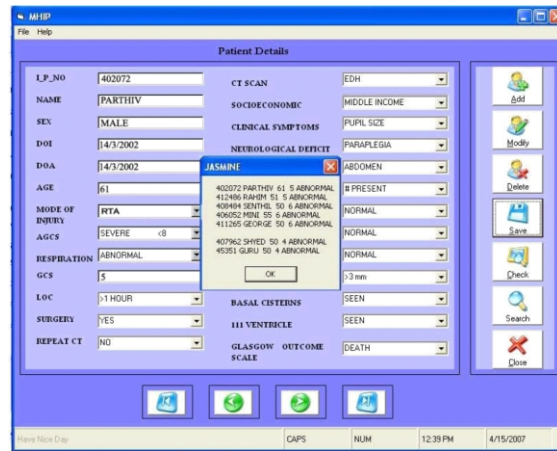 MHIP
File Help
Patient Details
I_P_NO 402072
NAME PARTHIV
SEX MALE
DOI 14/3/2002
DOA 14/3/2002
AGE 61
MODE OF INJURY RTA
AGCS SEVERE <8
RESPIRATION ABNORMAL
GCS 5
LOC >1 HOUR
SURGERY YES
REPEAT CT NO
CT SCAN EDH
SOCIOECONOMIC MIDDLE INCOME
CLINICAL SYMPTOMS PUPIL SIZE
NEUROLOGICAL DEFICIT PARAPLEGIA
ABDOMEN
# PRESENT
NORMAL
NORMAL
NORMAL
>3 mm
BASAL CISTERNS SEEN
111 VENTRICLE SEEN
GLASGOW OUTCOME SCALE DEATH
JASMINE
402072 PARTHIV 61 5 ABNORMAL
412486 RAHIM 51 5 ABNORMAL
408484 SENTHIL 50 6 ABNORMAL
406052 MINI 55 6 ABNORMAL
411265 GEORGE 50 6 ABNORMAL
407962 SHYED 50 4 ABNORMAL
45351 GURU 50 4 ABNORMAL
OK
Add
Modify
Delete
Save
Check
Search
Close
Have Nice Day CAPS NUM 12:39 PM 4/15/2007